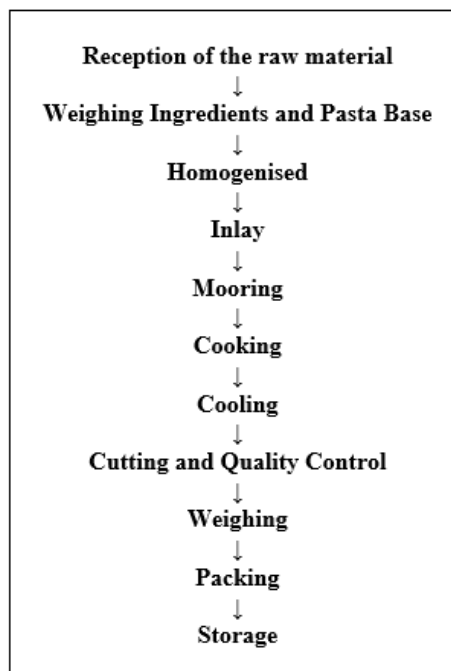 Reception of the raw material
↓
Weighing Ingredients and Pasta Base
↓
Homogenised
↓
Inlay
↓
Mooring
↓
Cooking
↓
Cooling
↓
Cutting and Quality Control
↓
Weighing
↓
Packing
↓
Storage